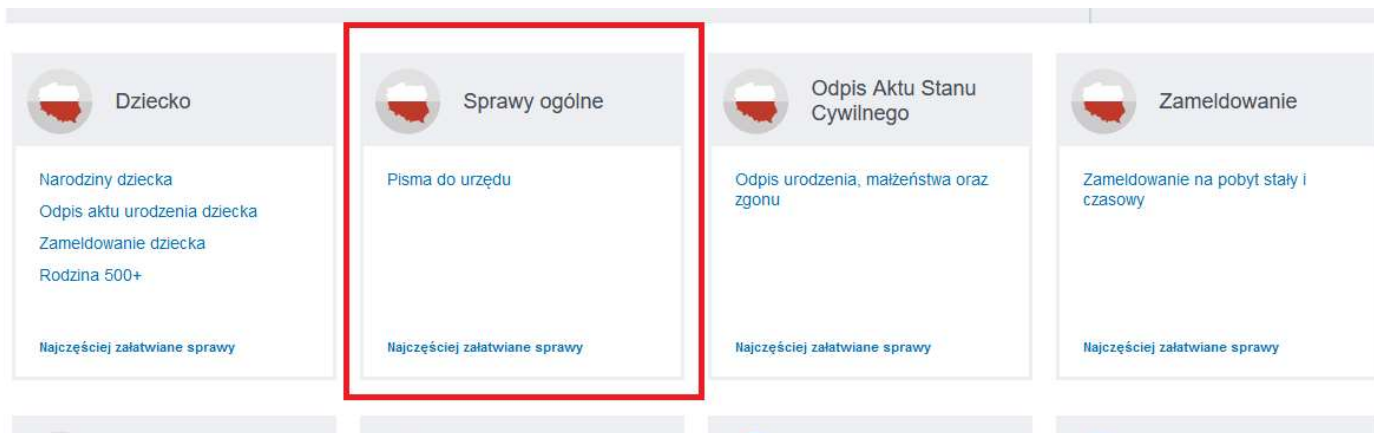 Dziecko
Narodziny dziecka
Odpis aktu urodzenia dziecka
Zameldowanie dziecka
Rodzina 500+
Najczęściej załatwiane sprawy
Sprawy ogólne
Pisma do urzędu
Najczęściej załatwiane sprawy
Odpis Aktu Stanu
Cywilnego
Odpis urodzenia, małżeństwa oraz
zgonu
Najczęściej załatwiane sprawy
Zameldowanie
Zameldowanie na pobyt stały i
czasowy
Najczęściej załatwiane sprawy